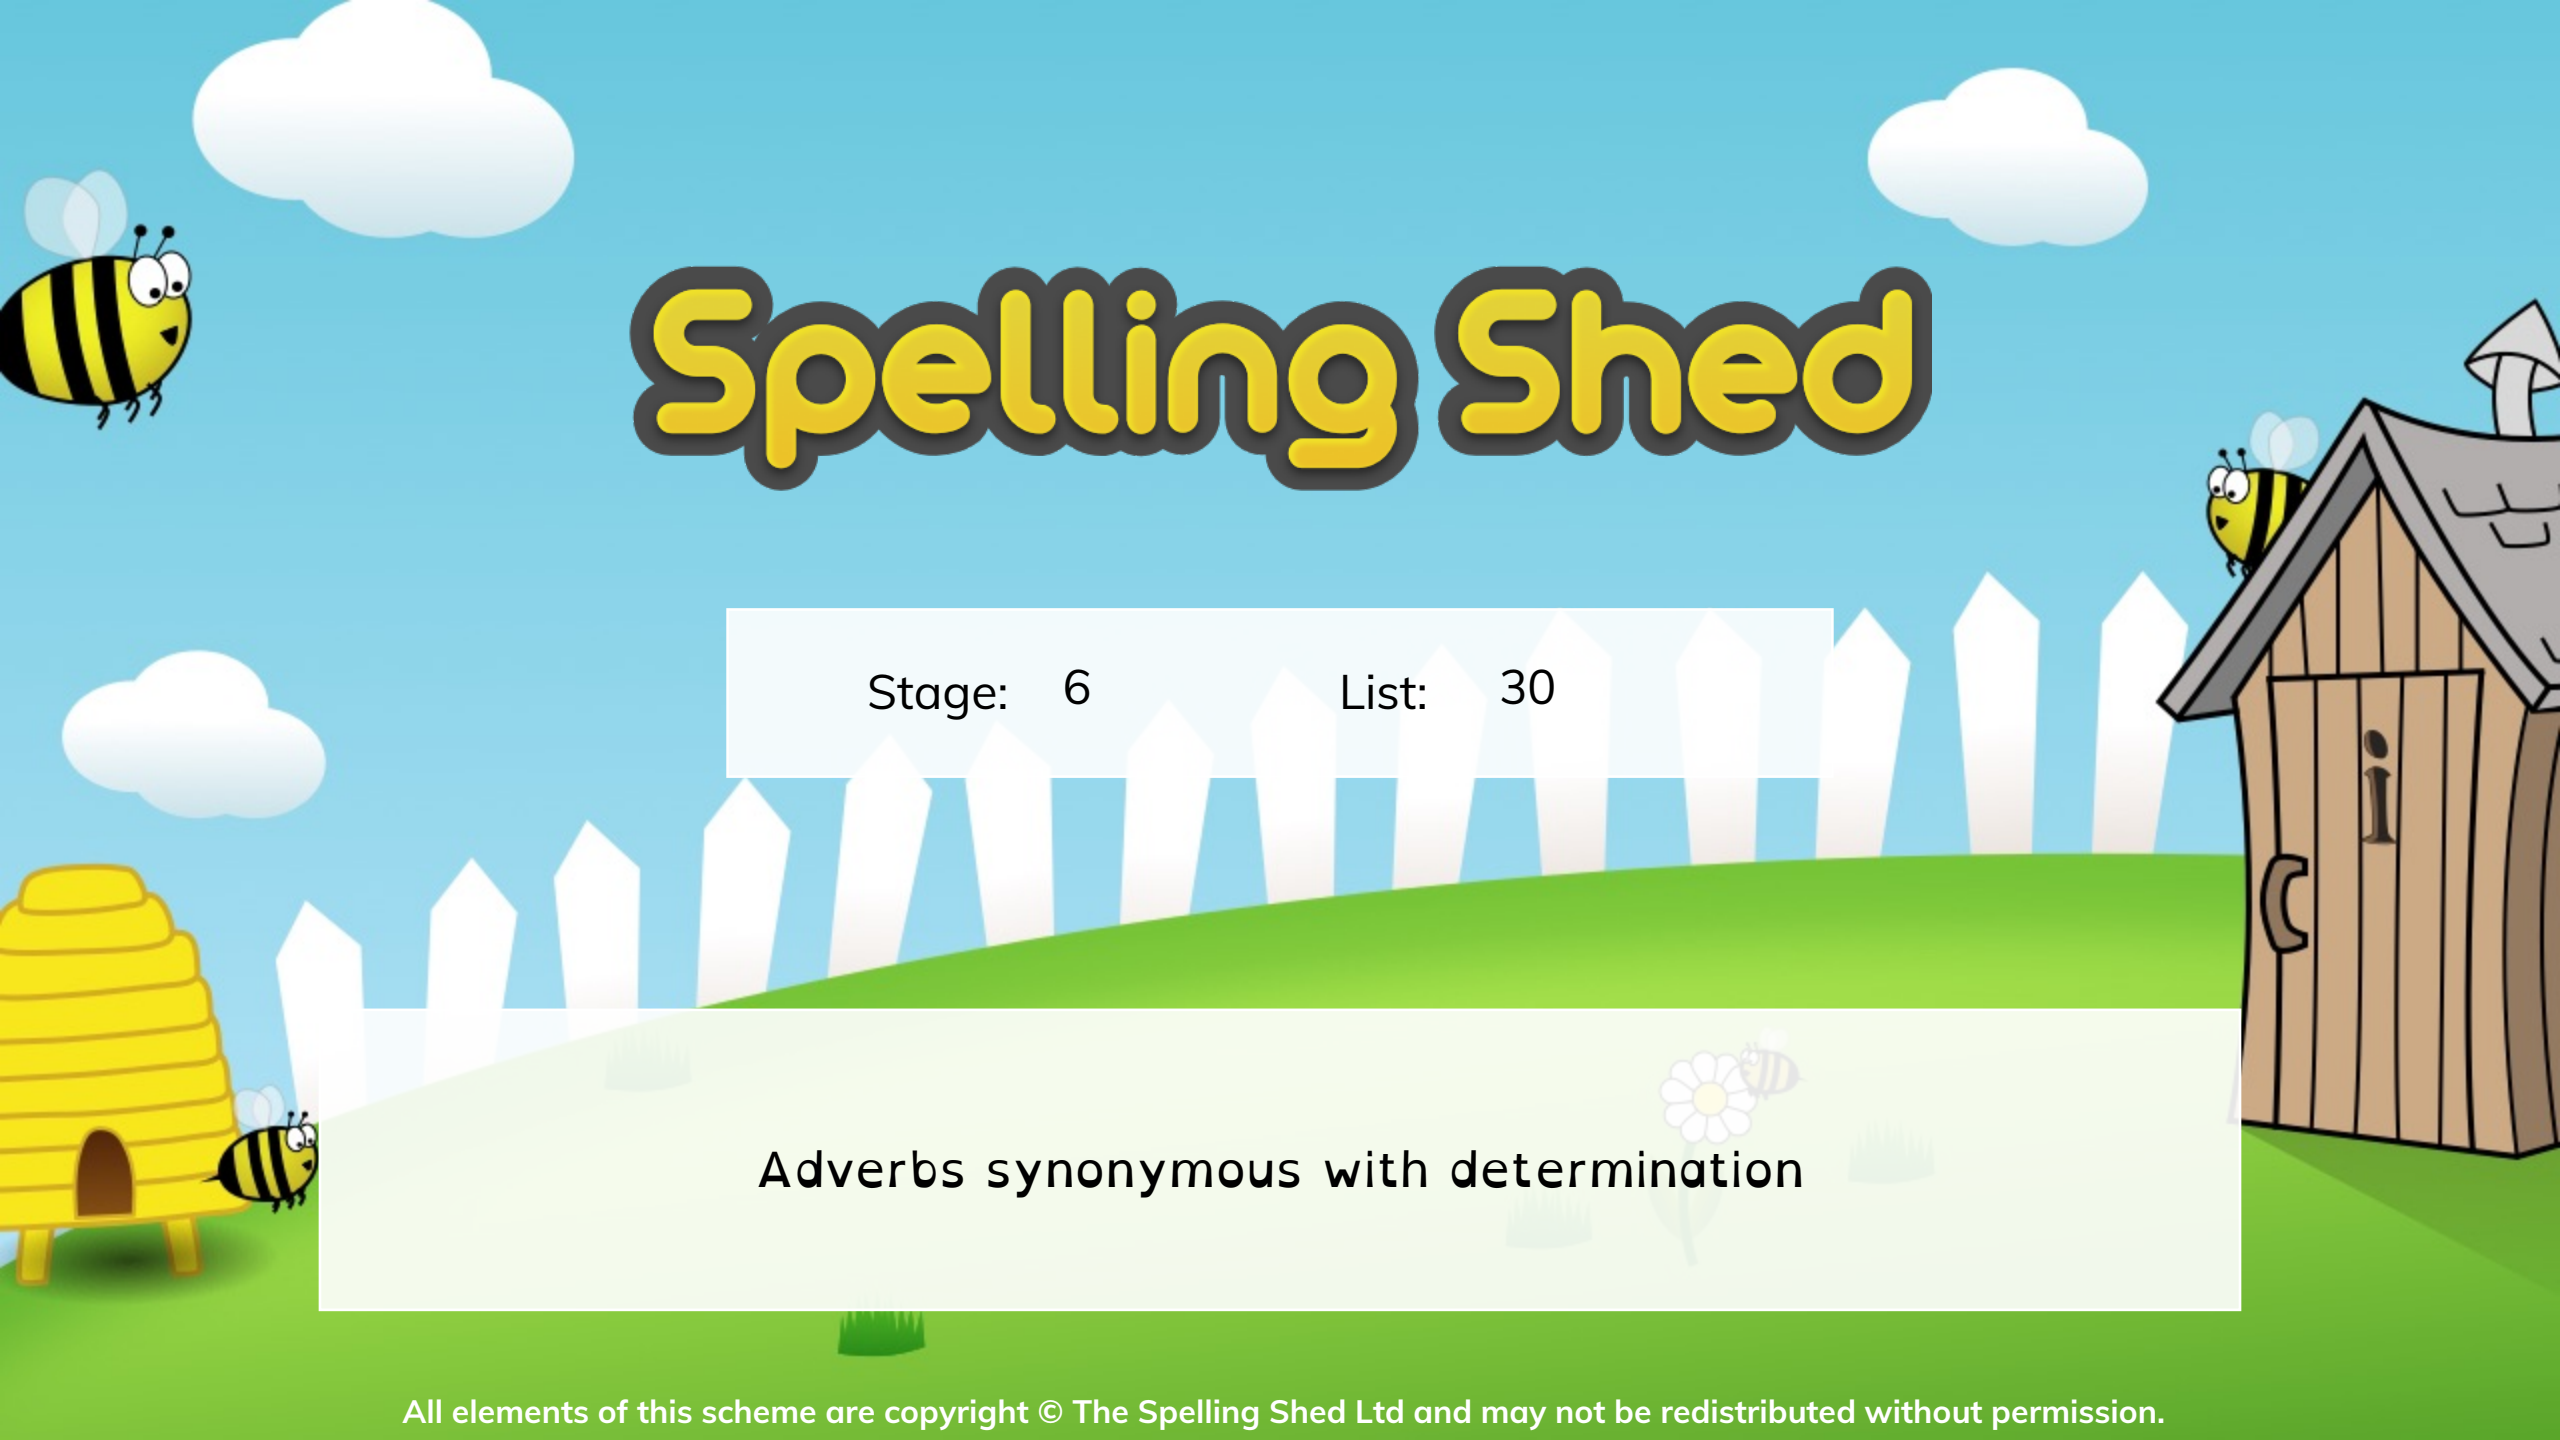 Spelling Shed
Stage: 6 List: 30
Adverbs synonymous with determination
All elements of this scheme are copyright © The Spelling Shed Ltd and may not be redistributed without permission.